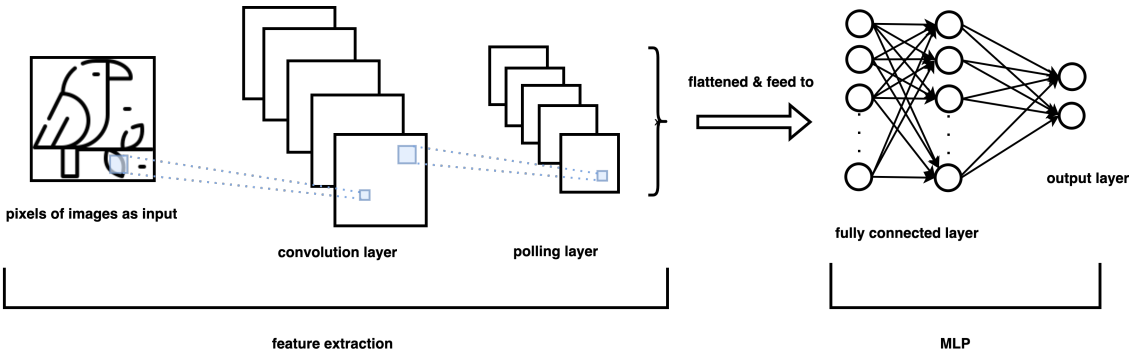 flattened & feed to
pixels of images as input
convolution layer
polling layer
output layer
fully connected layer
feature extraction
MLP